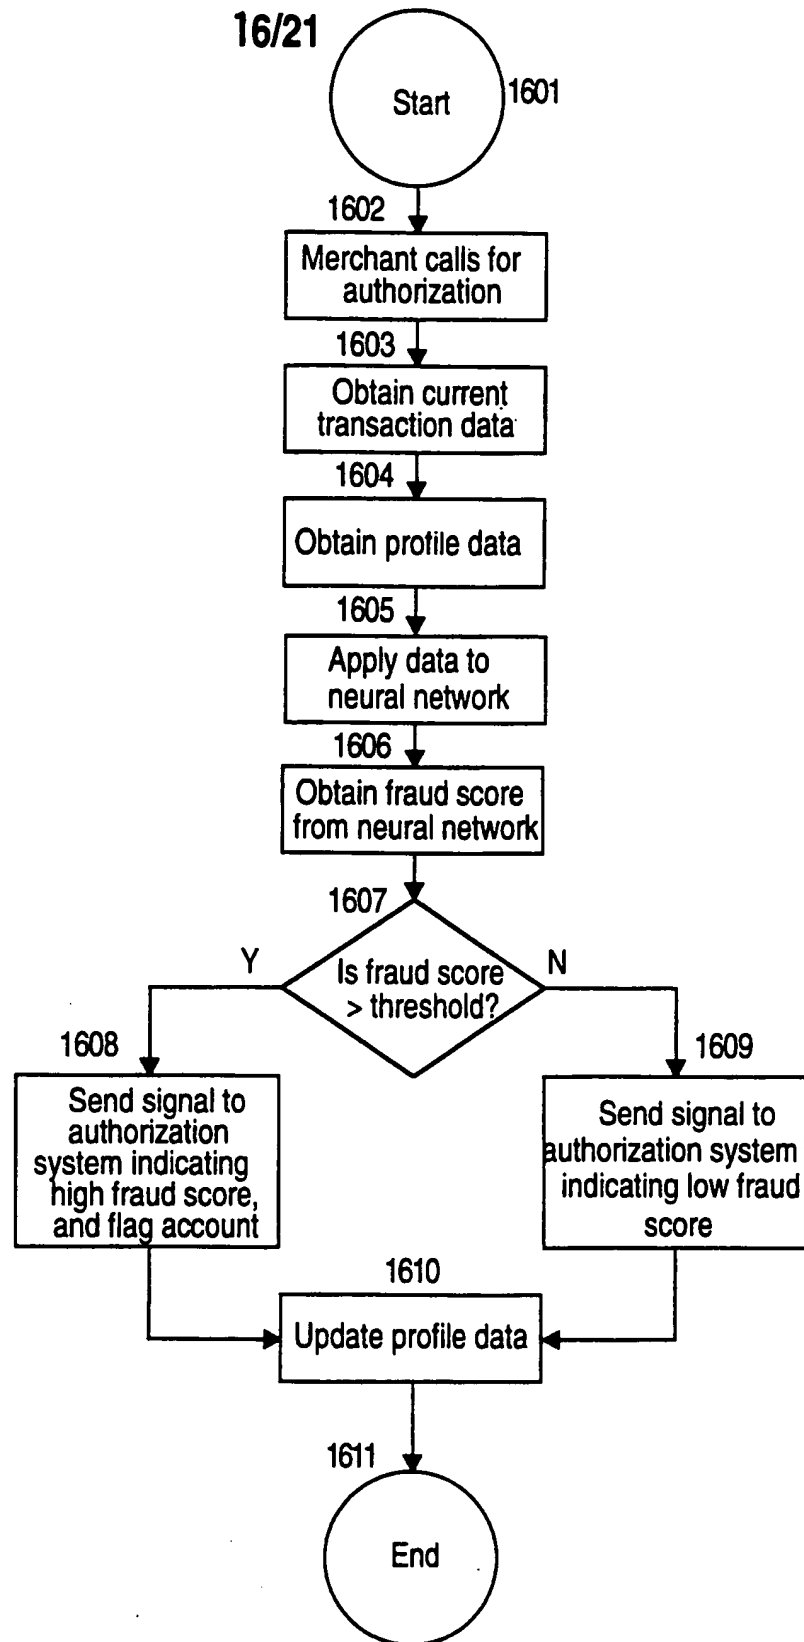 16/21
Start
1601
1602
Merchant calls for
authorization
1603
Obtain current
transaction data
1604
Obtain profile data
1605
Apply data to
neural network
1606
Obtain fraud score
from neural network
1607
Y
N
Is fraud score
> threshold?
1608
Send signal to
authorization
system indicating
high fraud score,
and flag account
1609
Send signal to
authorization system
indicating low fraud
score
1610
Update profile data
1611
End